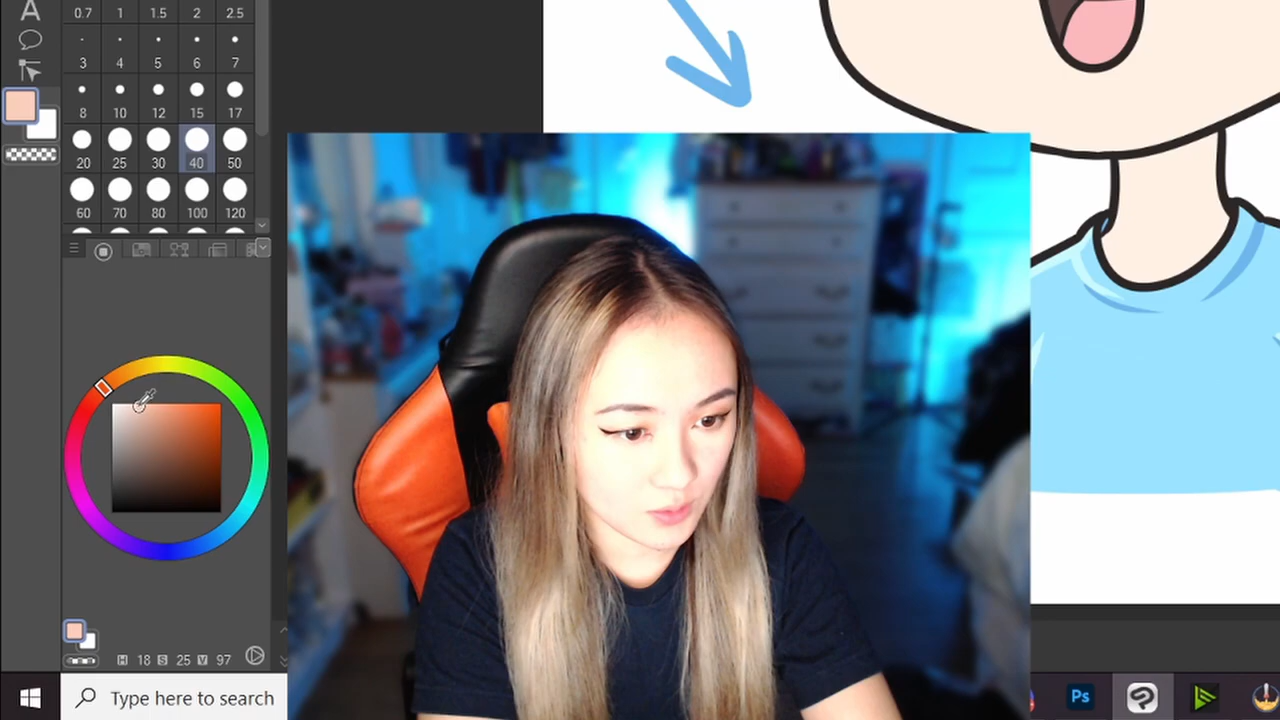 A
0.7 1 1.5 2 2.5
3 4 5 6 7
8 10 12 15 17
20 25 30 40 50
60 70 80 100 120
H 18 S 25 V 97
Type here to search
Ps